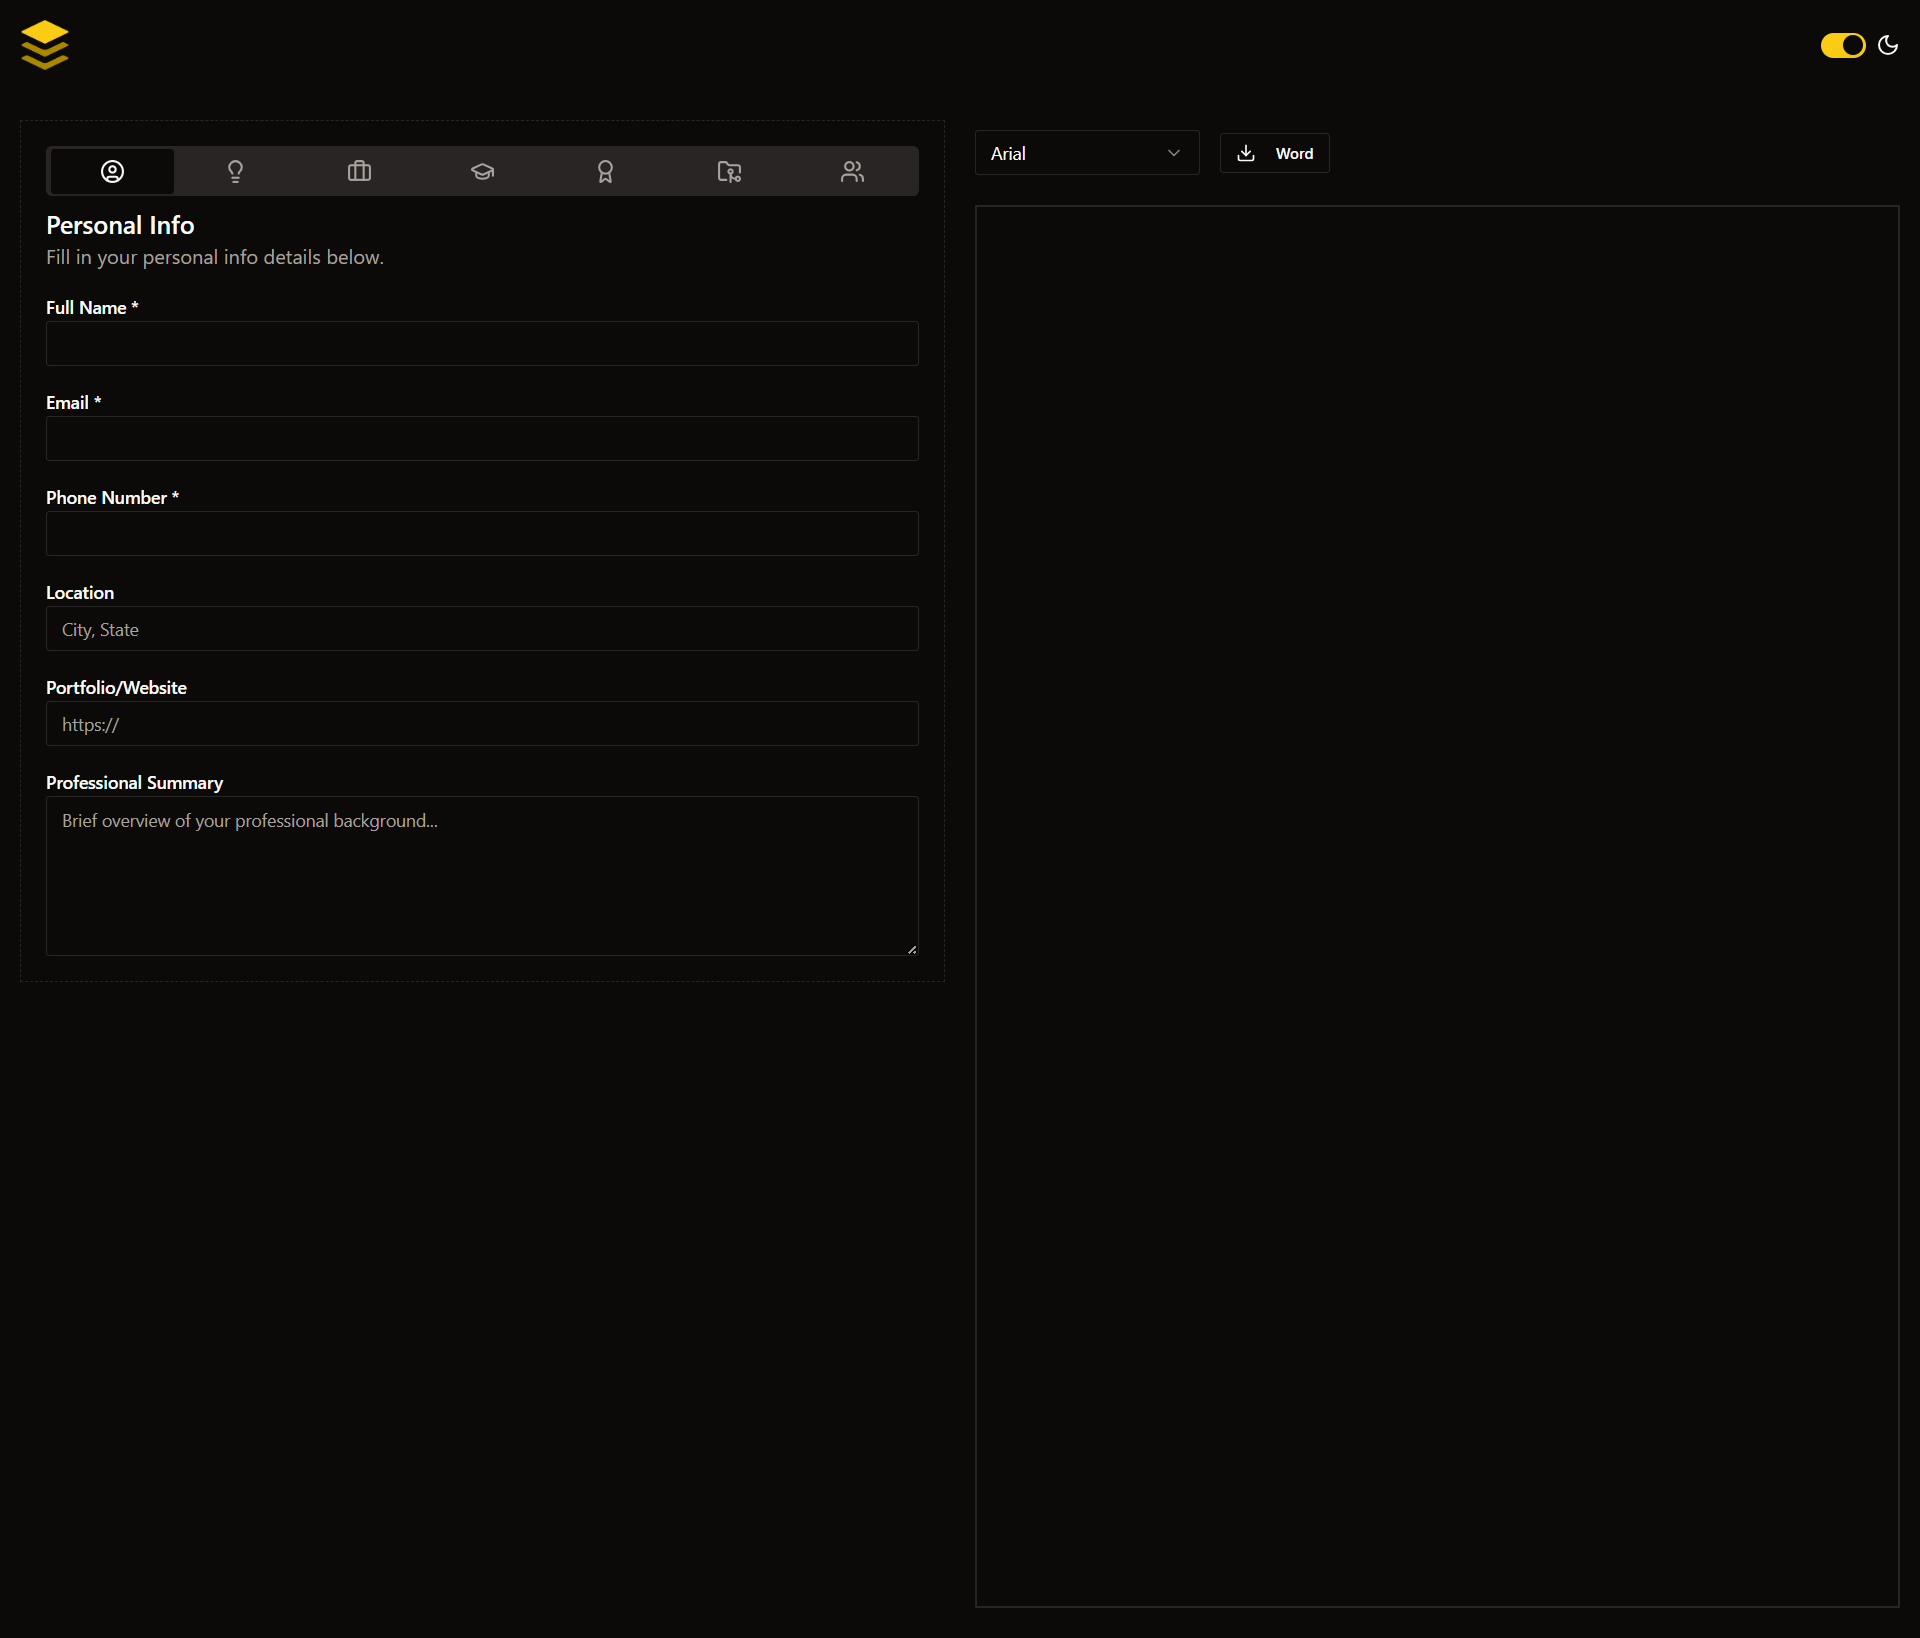 Personal Info
Fill in your personal info details below.
Full Name *
Email *
Phone Number *
Location
City, State
Portfolio/Website
https://
Professional Summary
Brief overview of your professional background...
Arial
Word